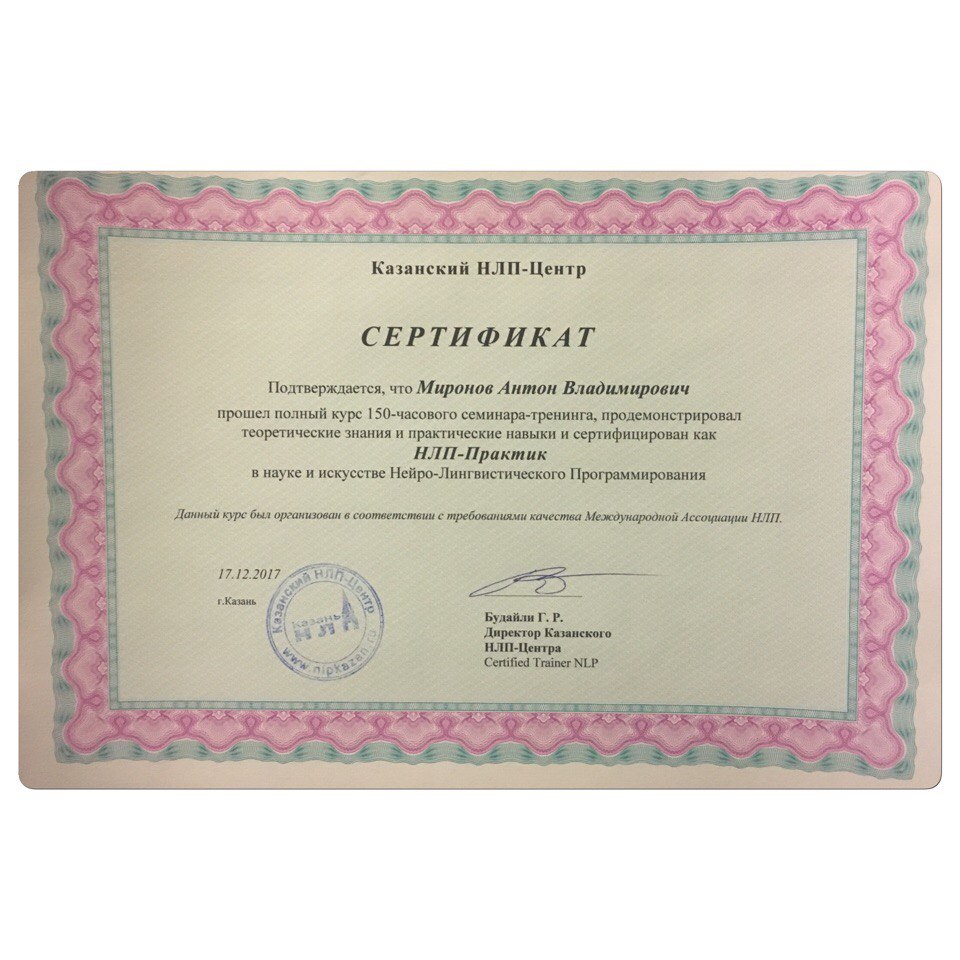 Казанский НЛП-Центр
СЕРТИФИКАТ
Подтверждается, что Миронов Антон Владимирович
прошел полный курс 150-часового семинара-тренинга, продемонстрировал
теоретические знания и практические навыки и сертифицирован как
НЛП-Практик
в науке и искусстве Нейро-Лингвистического Программирования
Данный курс был организован в соответствии с требованиями качества Международной Ассоциации НЛП.
17.12.2017
г.Казань
Казанский НЛП-Центр
Казань
НЛП
www.nlpkazan.ru
Будайли Г. Р.
Директор Казанского
НЛП-Центра
Certified Trainer NLP